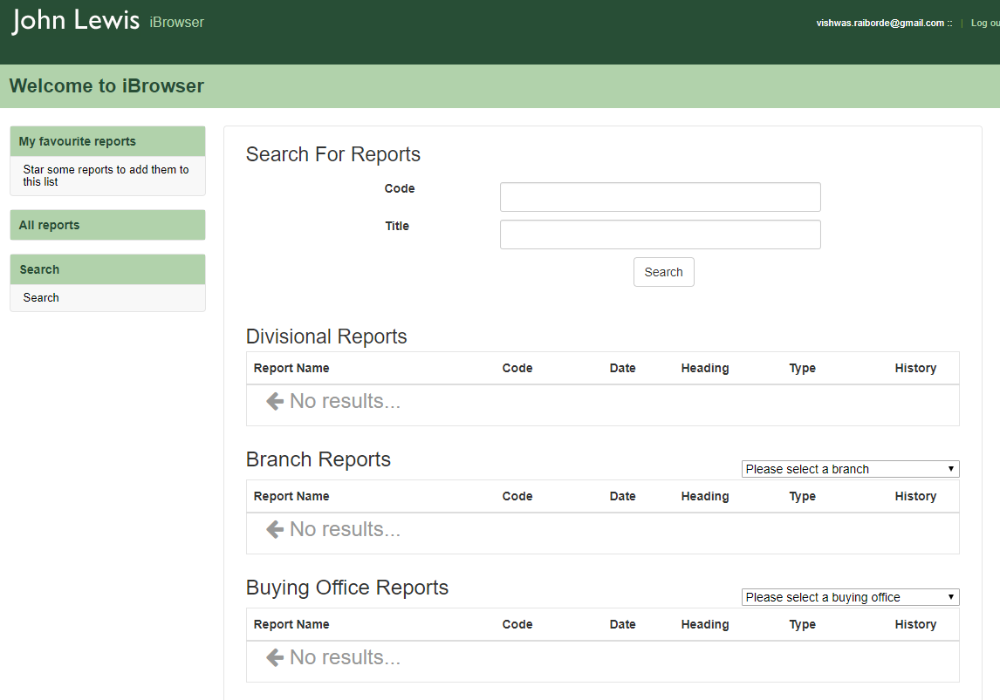 John Lewis iBrowser
vishwas.raiborde@gmail.com :: | Log ou
Welcome to iBrowser
My favourite reports
Star some reports to add them to
this list
All reports
Search
Search
Search For Reports
Code
Title
Search
Divisional Reports
Report Name Code Date Heading Type History
No results...
Branch Reports
Please select a branch
Report Name Code Date Heading Type History
No results...
Buying Office Reports
Please select a buying office
Report Name Code Date Heading Type History
No results...